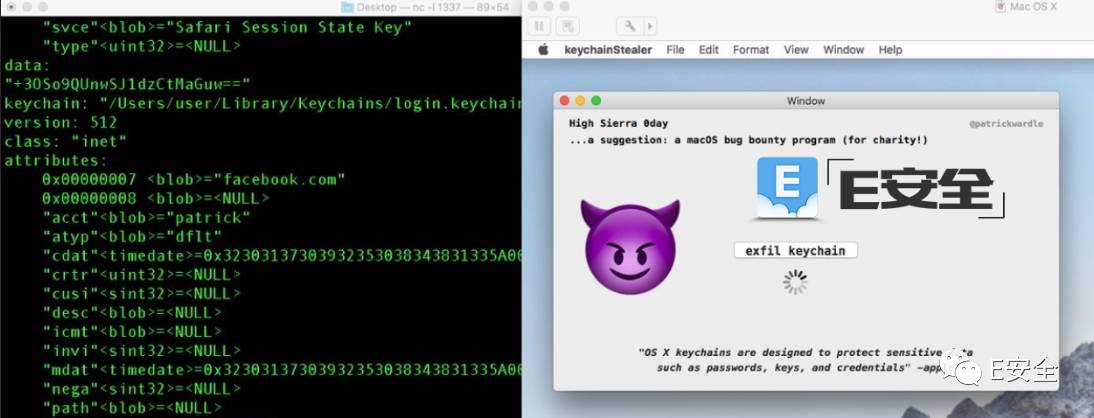 Desktop — nc -l 1337 — 89×54
"svce"<blob>="Safari Session State Key"
"type"<uint32>=<NULL>
data:
"+3OSo9QUnwSJ1dzCtMaGuw=="
keychain: "/Users/user/Library/Keychains/login.keychain
version: 512
class: "inet"
attributes:
0x00000007 <blob>="facebook.com"
0x00000008 <blob>=<NULL>
"acct"<blob>="patrick"
"atyp"<blob>="dflt"
"cdat"<timedate>=0x32303137303932353038343831335A00
"crtr"<uint32>=<NULL>
"cusi"<sint32>=<NULL>
"desc"<blob>=<NULL>
"icmt"<blob>=<NULL>
"invi"<sint32>=<NULL>
"mdat"<timedate>=0x32303137303932353038343831335A00
"nega"<sint32>=<NULL>
"path"<blob>=<NULL>
Mac OS X
keychainStealer File Edit Format View Window Help
Window
High Sierra 0day
@patrickwardle
...a suggestion: a macOS bug bounty program (for charity!)
E
E安全
exfil keychain
"OS X keychains are designed to protect sensitive
such as passwords, keys, and credentials" ~
E安全